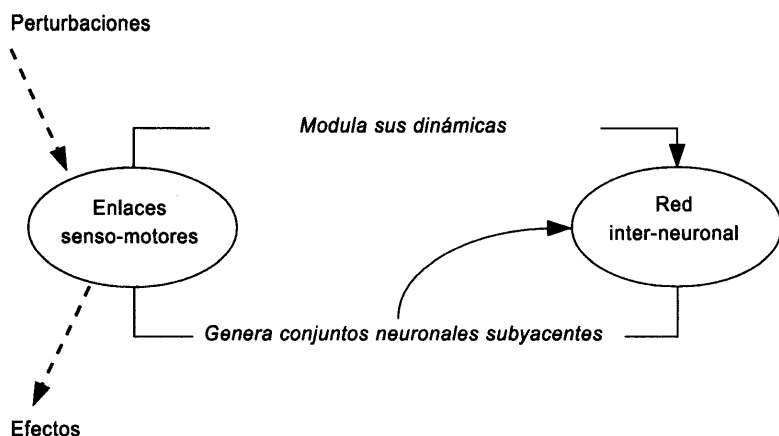 Perturbaciones
Modula sus dinámicas
Enlaces
senso-motores
Red
inter-neuronal
Genera conjuntos neuronales subyacentes
Efectos